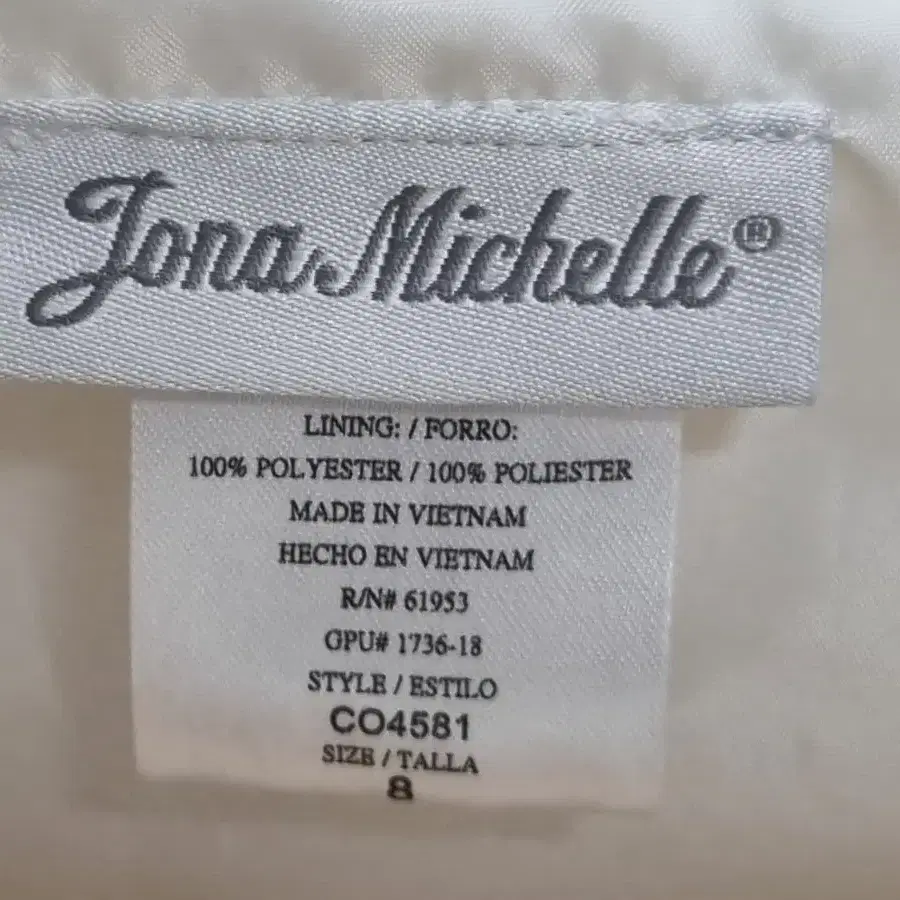 Jona Michelle®
LINING: / FORRO:
100% POLYESTER / 100% POLIESTER
MADE IN VIETNAM
HECHO EN VIETNAM
R/N# 61953
GPU# 1736-18
STYLE / ESTILO
CO4581
SIZE / TALLA
8